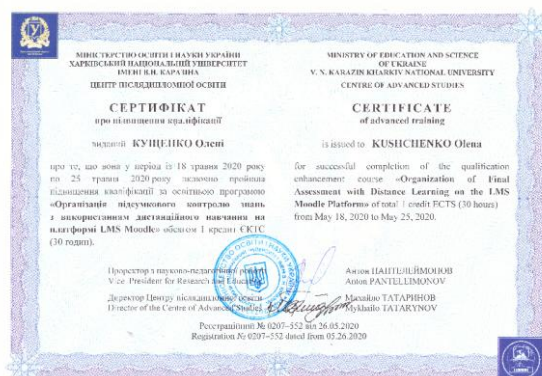 МІНІСТЕРСТВО ОСВІТИ І НАУКИ УКРАЇНИ
ХАРКІВСЬКИЙ НАЦІОНАЛЬНИЙ УНІВЕРСИТЕТ
ІМЕНІ В.Н. КАРАЗІНА
ЦЕНТР ПІСЛЯДИПЛОМНОЇ ОСВІТИ
СЕРТИФІКАТ
про підвищення кваліфікації
виданий КУЩЕНКО Олені
про те, що вона у період із 18 травня 2020 року
по 25 травня 2020 року включно пройшла
підвищення кваліфікації за освітньою програмою
«Організація підсумкового контролю знань
з використанням дистанційного навчання на
платформі LMS Moodle» обсягом 1 кредит ЄКТС
(30 годин).
MINISTRY OF EDUCATION AND SCIENCE
OF UKRAINE
V. N. KARAZIN KHARKIV NATIONAL UNIVERSITY
CENTRE OF ADVANCED STUDIES
CERTIFICATE
of advanced training
is issued to KUSHCHENKO Olena
for successful completion of the qualification
enhancement course «Organization of Final
Assessment with Distance Learning on the LMS
Moodle Platform» of total 1 credit ECTS (30 hours)
from May 18, 2020 to May 25, 2020.
Проректор з науково-педагогічної роботи Антон ПАНТЕЛЕЙМОНОВ
Vice-President for Research and Education Anton PANTELEIMONOV
Директор Центру післядипломної освіти Михайло ТАТАРИНОВ
Director of the Centre of Advanced Studies Mykhailo TATARYNOV
Реєстраційний № 0207–552 від 26.05.2020
Registration № 0207–552 dated from 05.26.2020